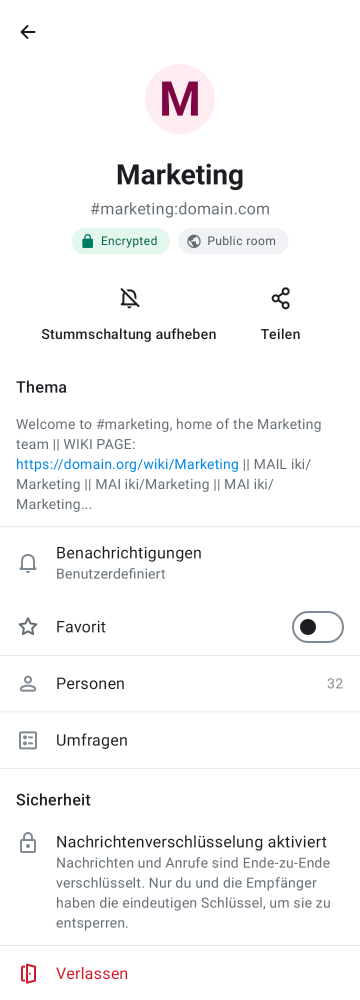 M
Marketing
#marketing:domain.com
Encrypted
Public room
Stummschaltung aufheben
Teilen
Thema
Welcome to #marketing, home of the Marketing
team || WIKI PAGE:
https://domain.org/wiki/Marketing || MAIL iki/
Marketing || MAI iki/Marketing || MAI iki/
Marketing...
Benachrichtigungen
Benutzerdefiniert
Favorit
Personen 32
Umfragen
Sicherheit
Nachrichtenverschlüsselung aktiviert
Nachrichten und Anrufe sind Ende-zu-Ende
verschlüsselt. Nur du und die Empfänger
haben die eindeutigen Schlüssel, um sie zu
entsperren.
Verlassen